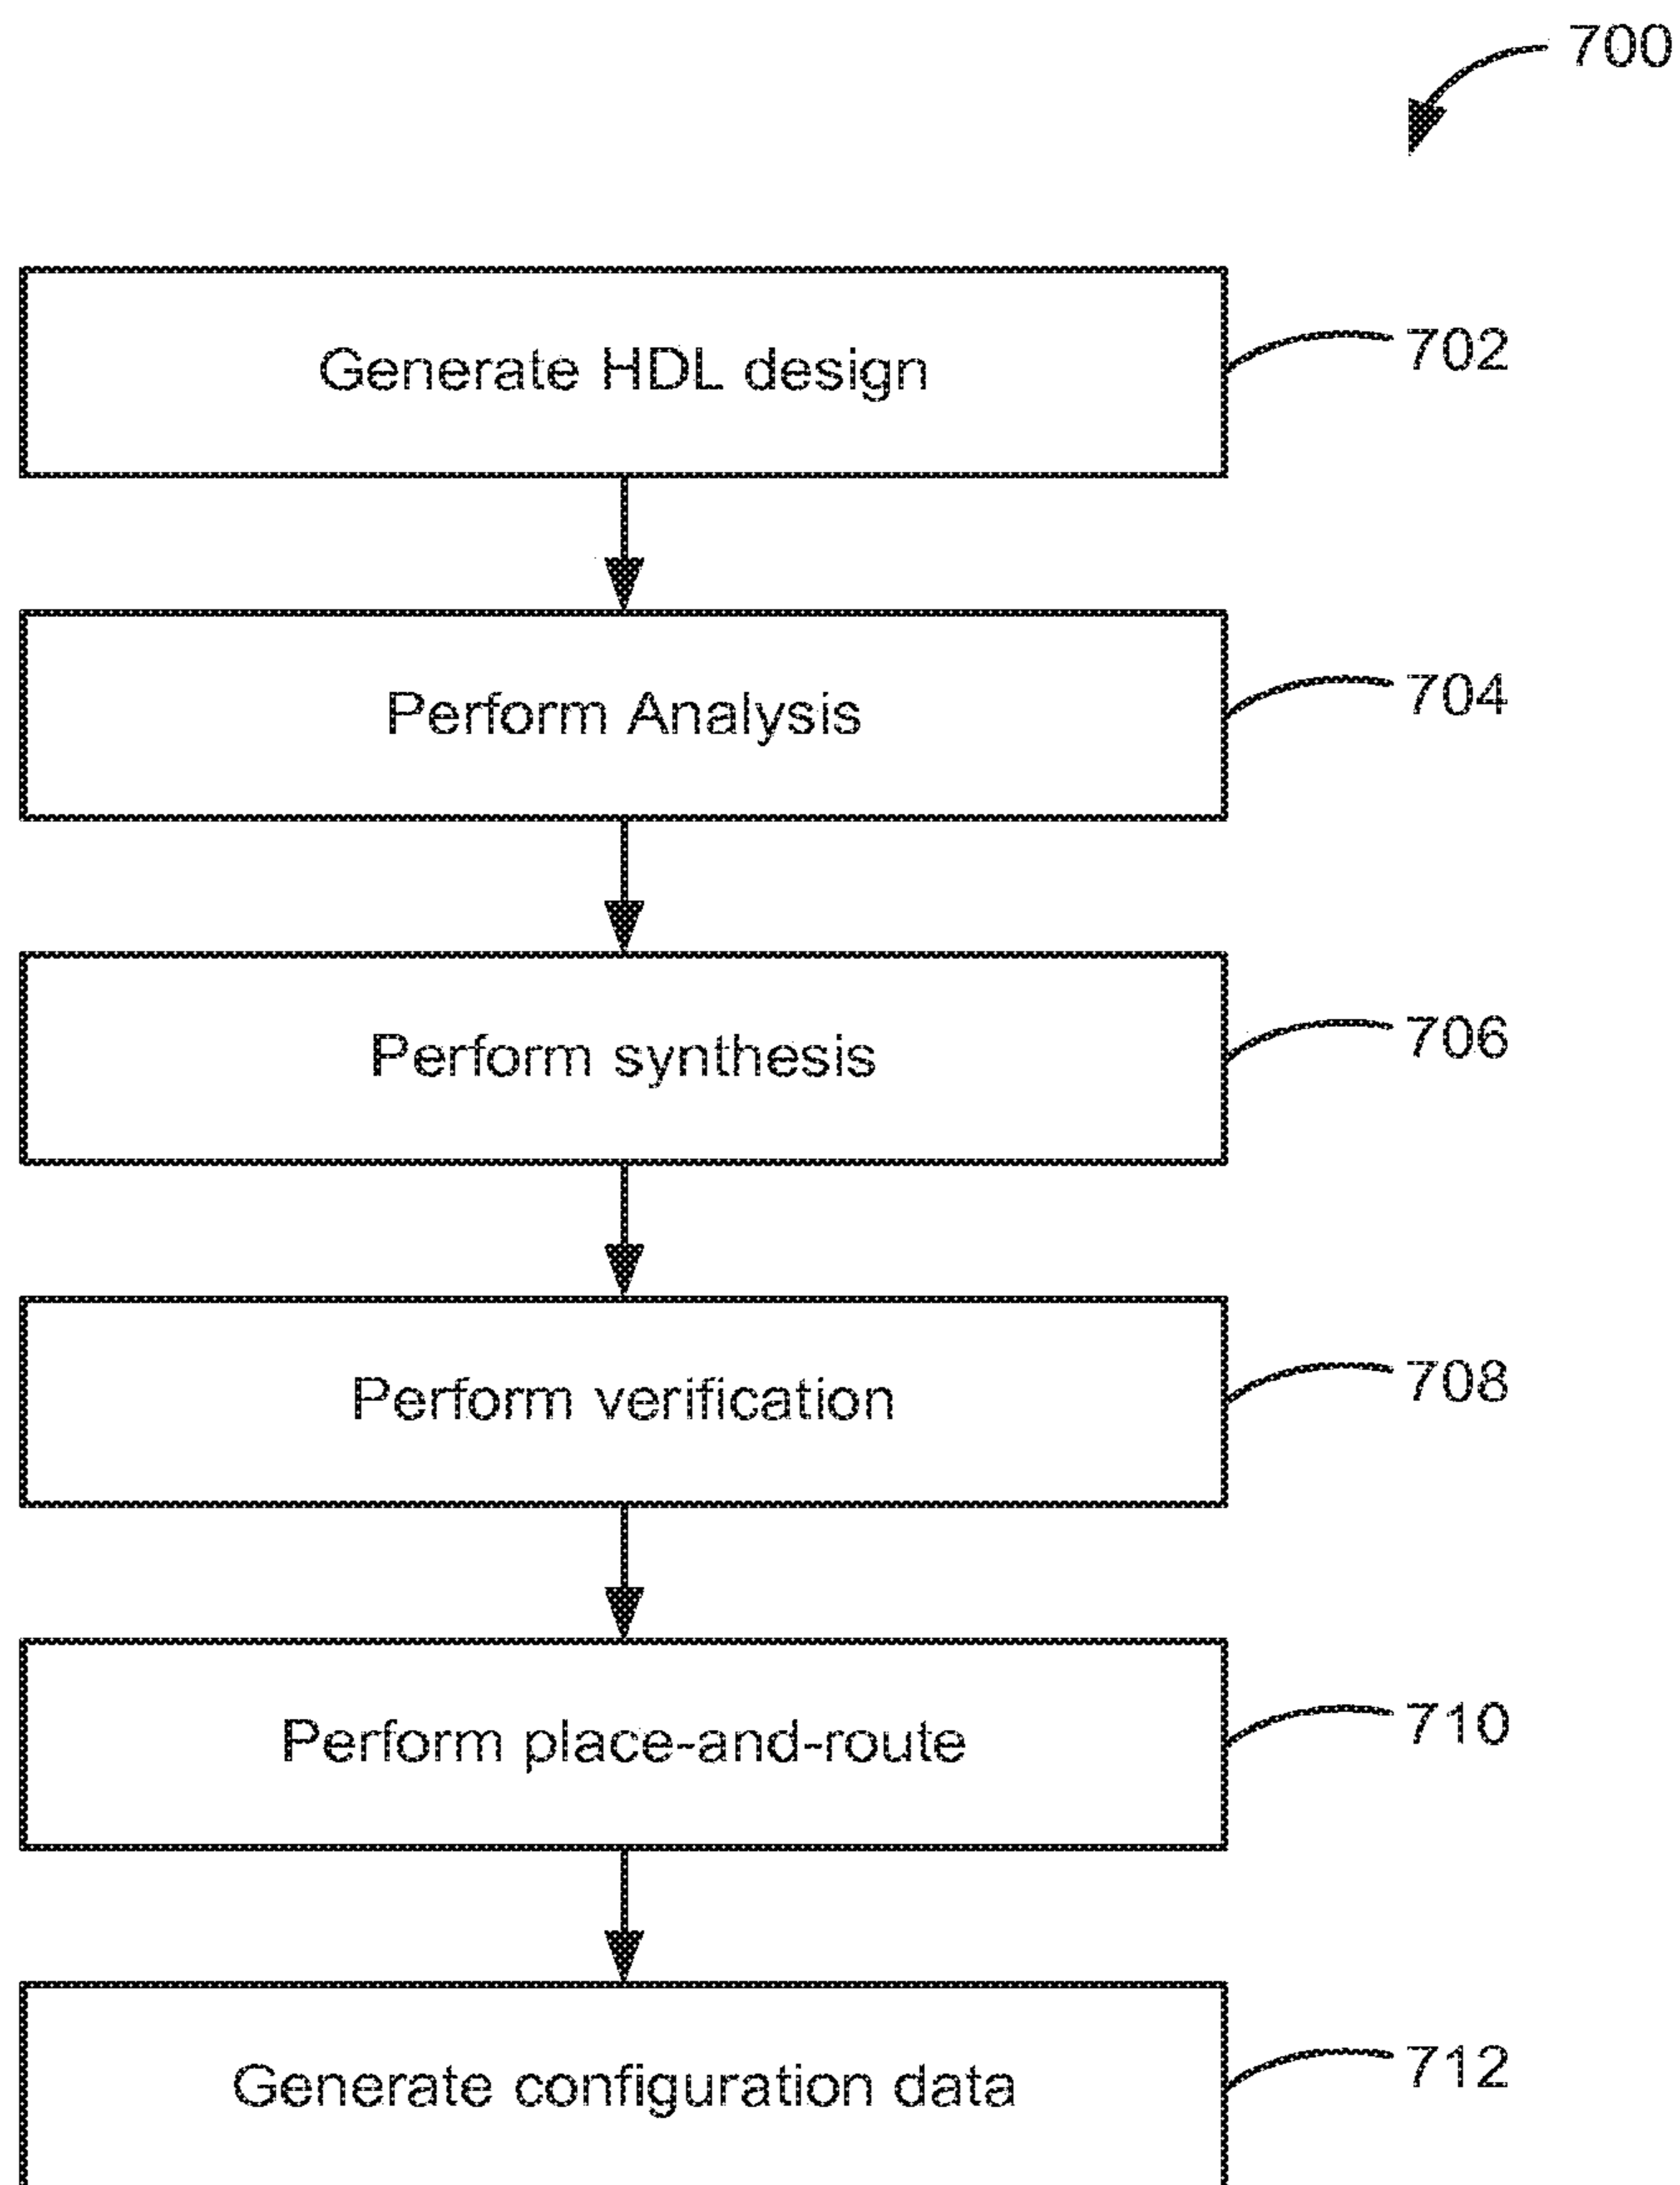 700
Generate HDL design
702
Perform Analysis
704
Perform synthesis
706
Perform verification
708
Perform place-and-route
710
Generate configuration data
712